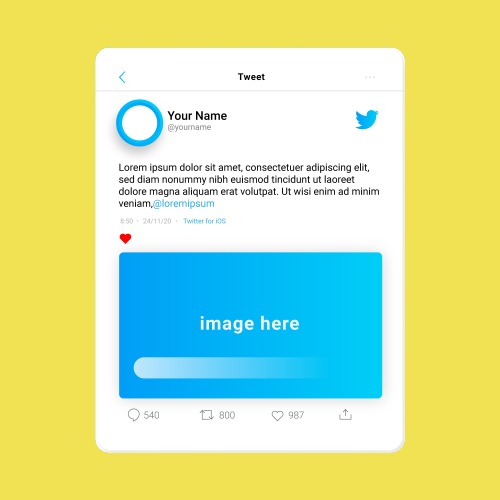 Tweet
Your Name
@yourname
Lorem ipsum dolor sit amet, consectetuer adipiscing elit,
sed diam nonummy nibh euismod tincidunt ut laoreet
dolore magna aliquam erat volutpat. Ut wisi enim ad minim
veniam,@loremipsum
8:50 · 24/11/20 · Twitter for iOS
image here
540 800 987